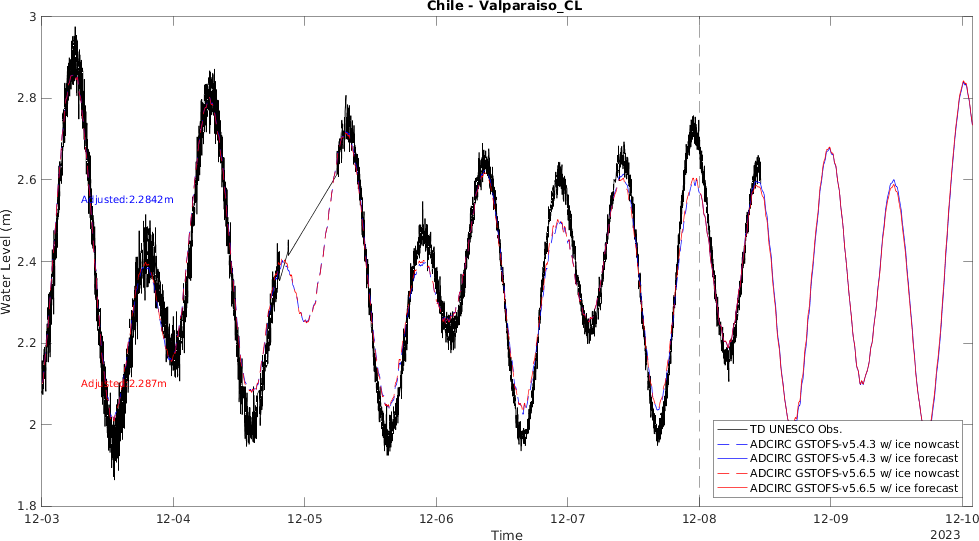 Chile - Valparaiso_CL
3
2.8
2.6
2.4
2.2
2
1.8
Water Level (m)
Adjusted:2.2842m
Adjusted:2.287m
TD UNESCO Obs.
ADCIRC GSTOFS-v5.4.3 w/ ice nowcast
ADCIRC GSTOFS-v5.4.3 w/ ice forecast
ADCIRC GSTOFS-v5.6.5 w/ ice nowcast
ADCIRC GSTOFS-v5.6.5 w/ ice forecast
12-03 12-04 12-05 12-06 12-07 12-08 12-09 12-10
Time
2023